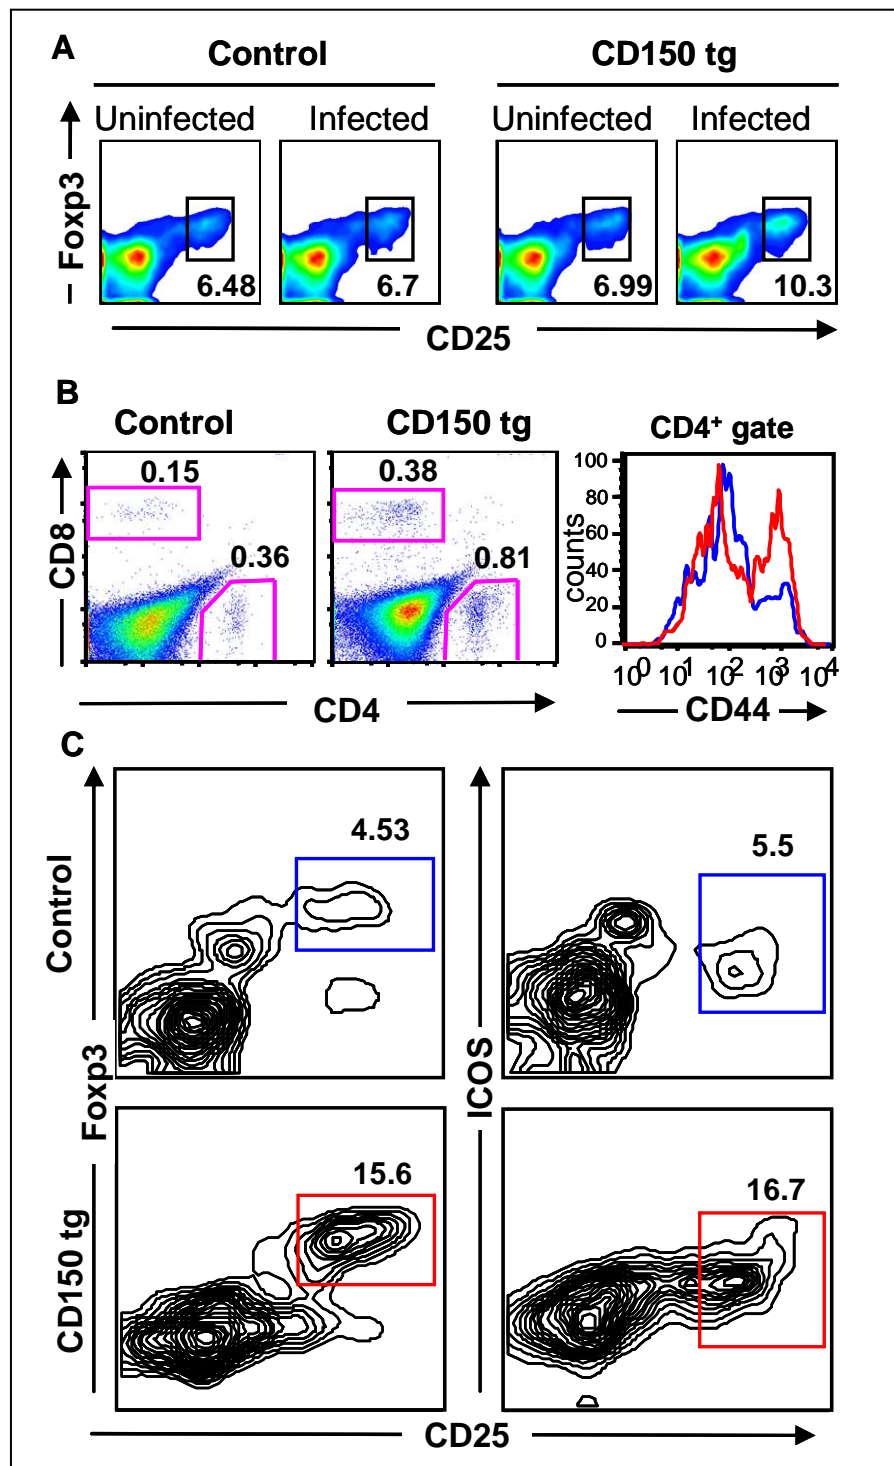 A
Control
CD150 tg
Uninfected
Infected
Uninfected
Infected
Foxp3
6.48
6.7
6.99
10.3
CD25
B
Control
CD150 tg
CD4⁺ gate
CD8
0.15
0.36
0.38
0.81
counts
100
80
60
40
20
0
10⁰ 10¹ 10² 10³ 10⁴
CD4
CD44
C
Control
CD150 tg
Foxp3
4.53
ICOS
5.5
15.6
16.7
CD25